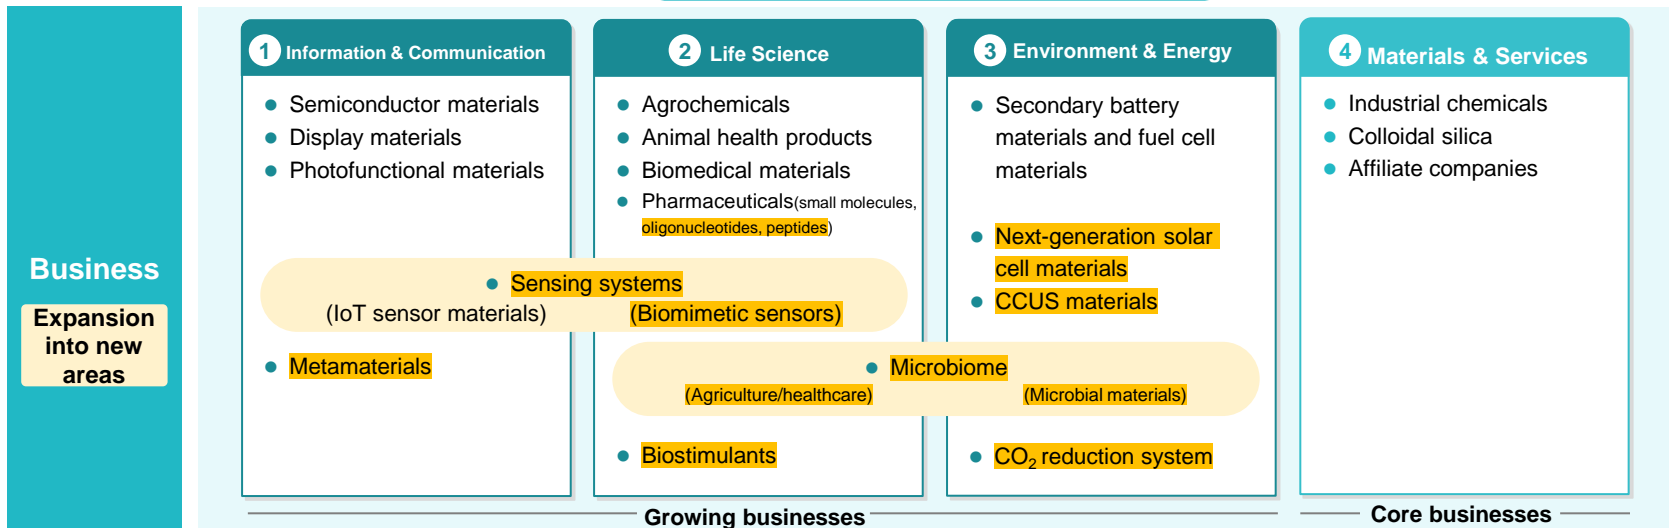 Business
Expansion
into new
areas
1 Information & Communication
● Semiconductor materials
● Display materials
● Photofunctional materials
2 Life Science
● Agrochemicals
● Animal health products
● Biomedical materials
● Pharmaceuticals(small molecules,
oligonucleotides, peptides)
3 Environment & Energy
● Secondary battery
materials and fuel cell
materials
● Next-generation solar
cell materials
● CCUS materials
4 Materials & Services
● Industrial chemicals
● Colloidal silica
● Affiliate companies
● Sensing systems
(IoT sensor materials) (Biomimetic sensors)
● Metamaterials
● Microbiome
(Agriculture/healthcare) (Microbial materials)
● Biostimulants
● CO₂ reduction system
Growing businesses
Core businesses